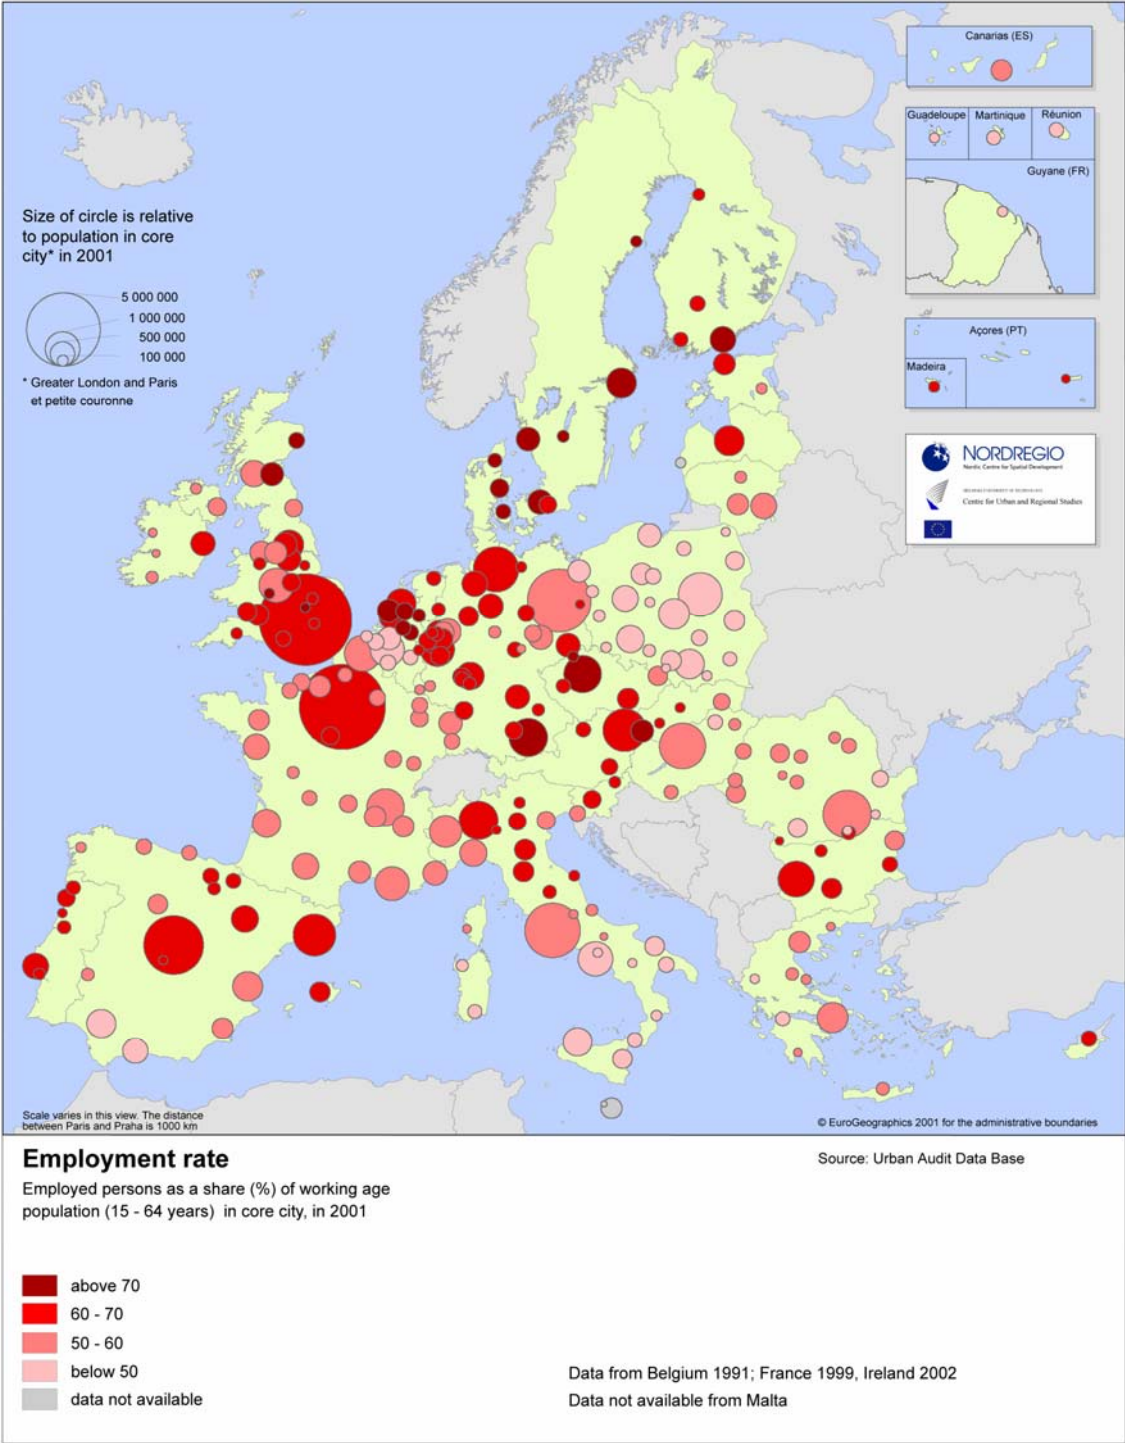 Canarias (ES)
Guadeloupe
Martinique
Réunion
Guyane (FR)
Size of circle is relative
to population in core
city* in 2001
5 000 000
1 000 000
500 000
100 000
* Greater London and Paris
et petite couronne
Açores (PT)
Madeira
NORDREGIO
Nordic Centre for Spatial Development
Centre for Urban and Regional Studies
Scale varies in this view. The distance
between Paris and Praha is 1000 km
© EuroGeographics 2001 for the administrative boundaries
Employment rate
Source: Urban Audit Data Base
Employed persons as a share (%) of working age
population (15 - 64 years) in core city, in 2001
above 70
60 - 70
50 - 60
below 50
data not available
Data from Belgium 1991; France 1999, Ireland 2002
Data not available from Malta